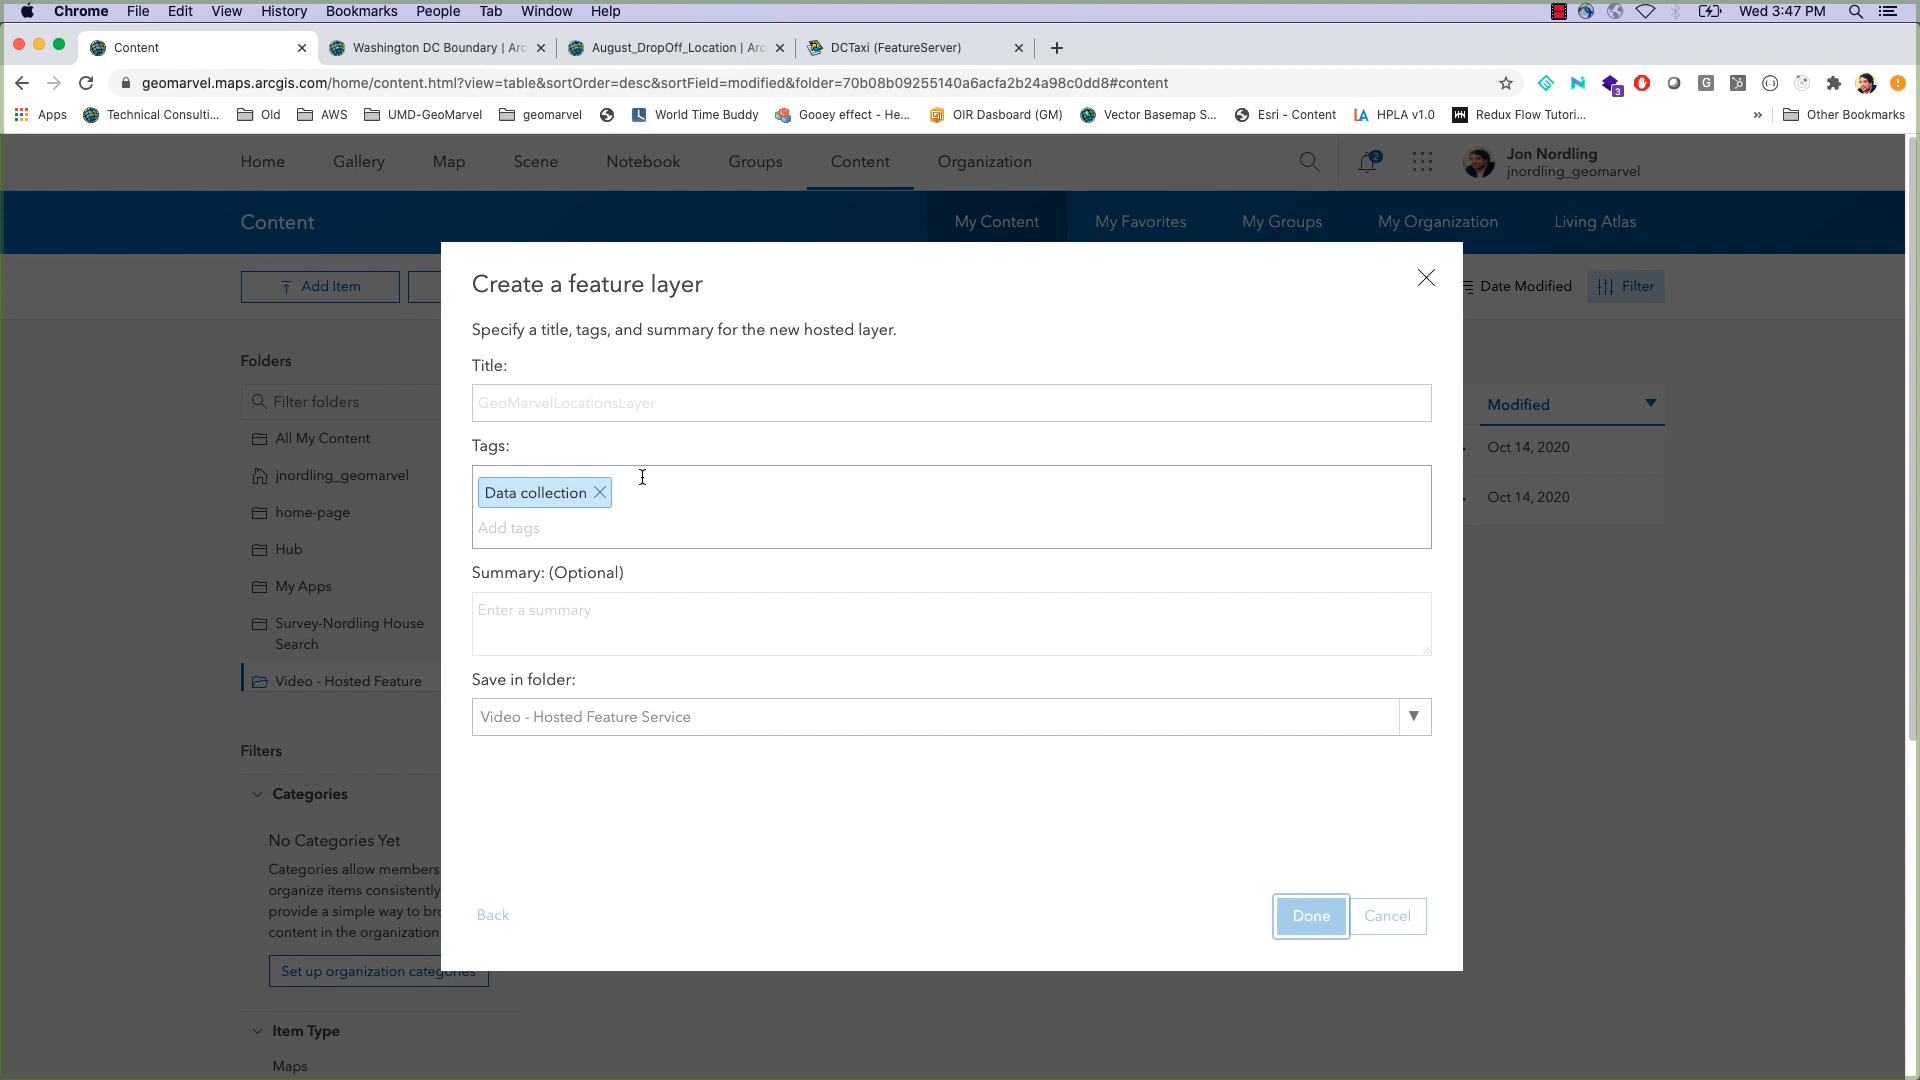 Chrome File Edit View History Bookmarks People Tab Window Help Wed 3:47 PM
Content Washington DC Boundary | Arc August_DropOff_Location | Arc DCTaxi (FeatureServer)
geomarvel.maps.arcgis.com/home/content.html?view=table&sortOrder=desc&sortField=modified&folder=70b08b09255140a6acfa2b24a98c0dd8#content
3
Apps Technical Consulti... Old AWS UMD-GeoMarvel geomarvel World Time Buddy Gooey effect - He... OIR Dasboard (GM) Vector Basemap S... Esri - Content HPLA v1.0 Redux Flow Tutori... » Other Bookmarks
Home Gallery Map Scene Notebook Groups Content Organization 2 Jon Nordling
jnordling_geomarvel
Content My Content My Favorites My Groups My Organization Living Atlas
Add Item Date Modified Filter
Create a feature layer
Specify a title, tags, and summary for the new hosted layer.
Title:
GeoMarvelLocationsLayer
Tags:
Data collection
Add tags
Summary: (Optional)
Enter a summary
Save in folder:
Video - Hosted Feature Service
Back Done Cancel
Folders
Filter folders
All My Content
jnordling_geomarvel
home-page
Hub
My Apps
Survey-Nordling House
Search
Video - Hosted Feature
Filters
Categories
No Categories Yet
Categories allow members
organize items consistently
provide a simple way to br
content in the organization
Set up organization categories
Item Type
Maps
Modified
Oct 14, 2020
Oct 14, 2020